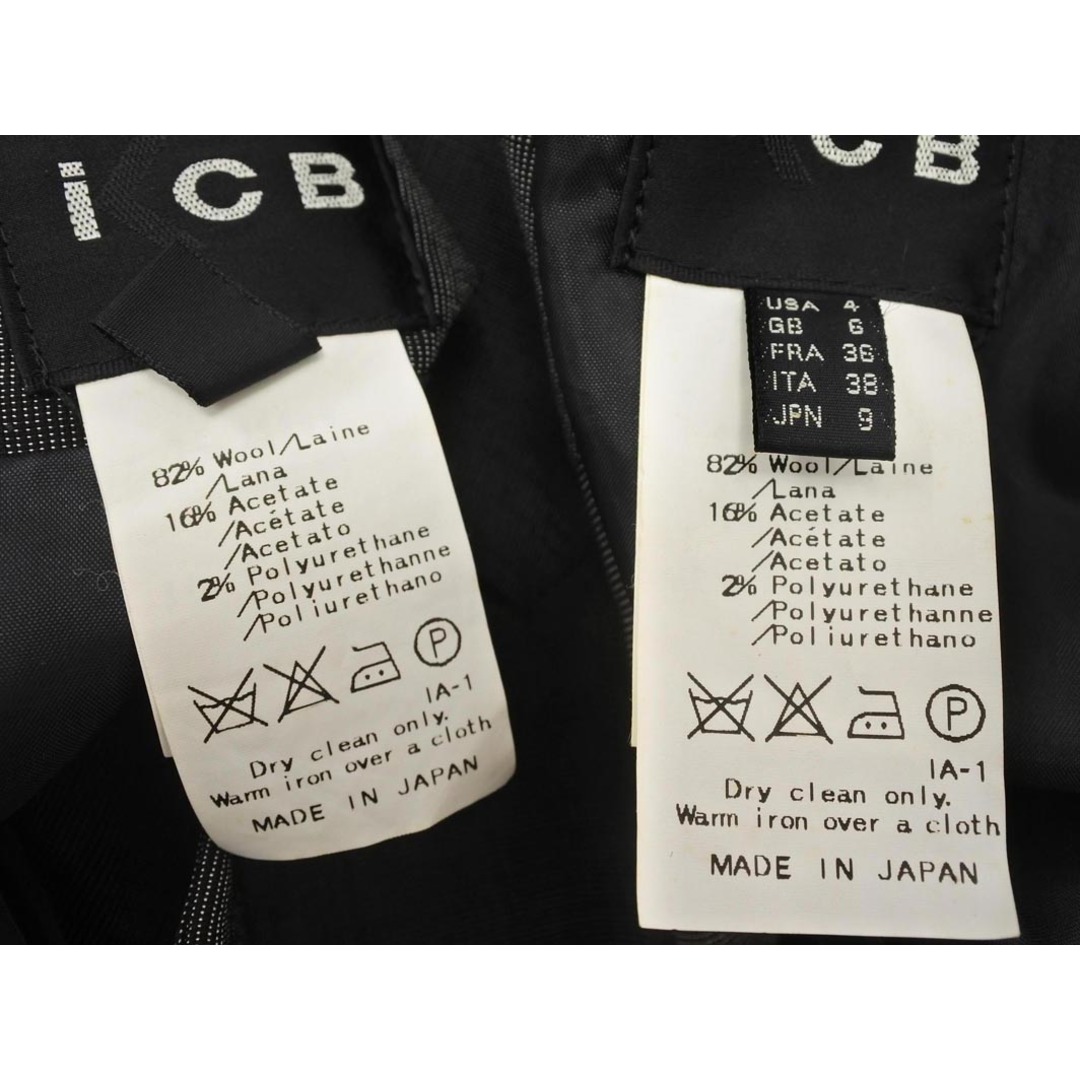 iCB
82% Wool/Laine
/Lana
16% Acetate
/Acétate
/Acetato
2% Polyurethane
/Polyurethanne
/Poliurethano
P
IA-1
Dry clean only.
Warm iron over a cloth
MADE IN JAPAN
CB
USA 4
GB 6
FRA 36
ITA 38
JPN 9
82% Wool/Laine
/Lana
16% Acetate
/Acétate
/Acetato
2% Polyurethane
/Polyurethanne
/Poliurethano
P
IA-1
Dry clean only.
Warm iron over a cloth
MADE IN JAPAN